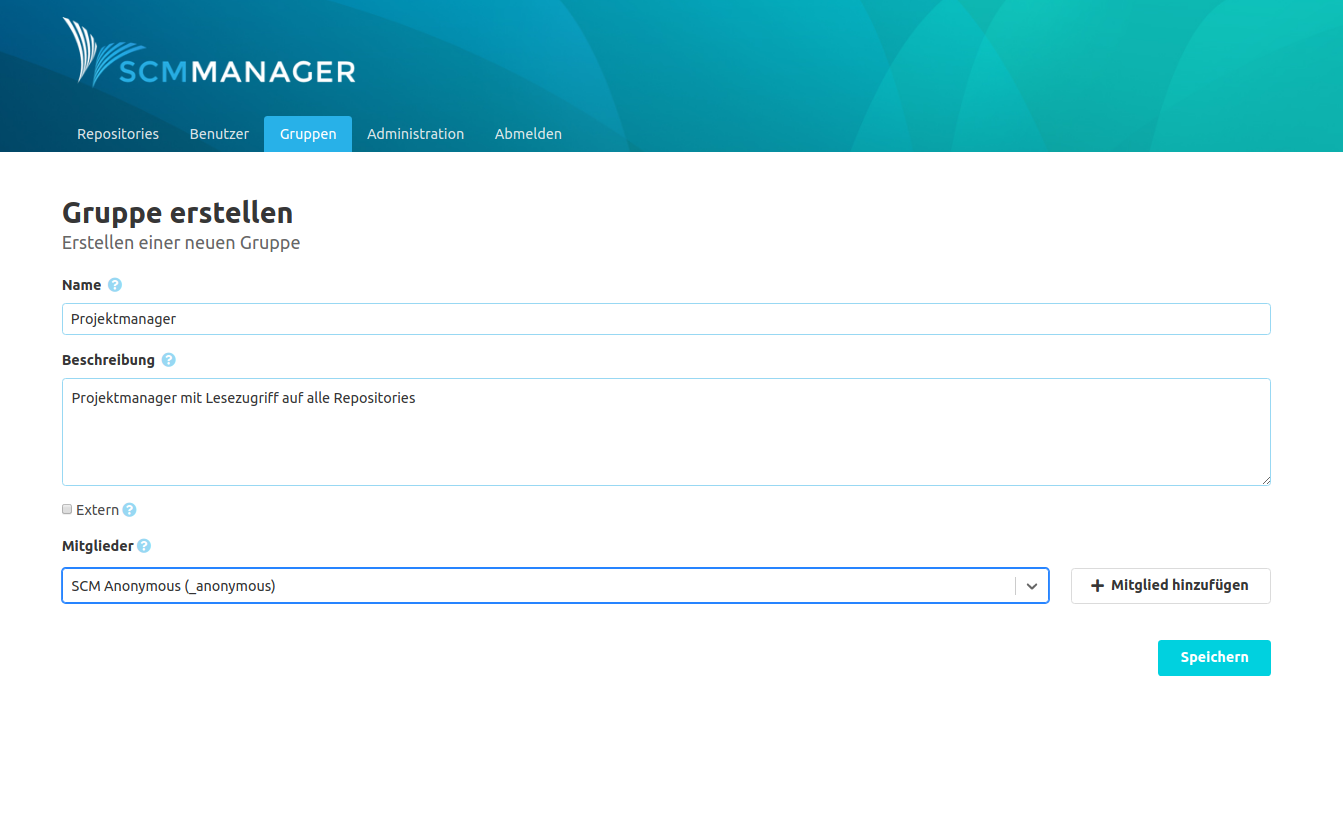 SCMMANAGER
Repositories Benutzer Gruppen Administration Abmelden
Gruppe erstellen
Erstellen einer neuen Gruppe
Name ?
Projektmanager
Beschreibung ?
Projektmanager mit Lesezugriff auf alle Repositories
Extern ?
Mitglieder ?
SCM Anonymous (_anonymous)
+ Mitglied hinzufügen
Speichern